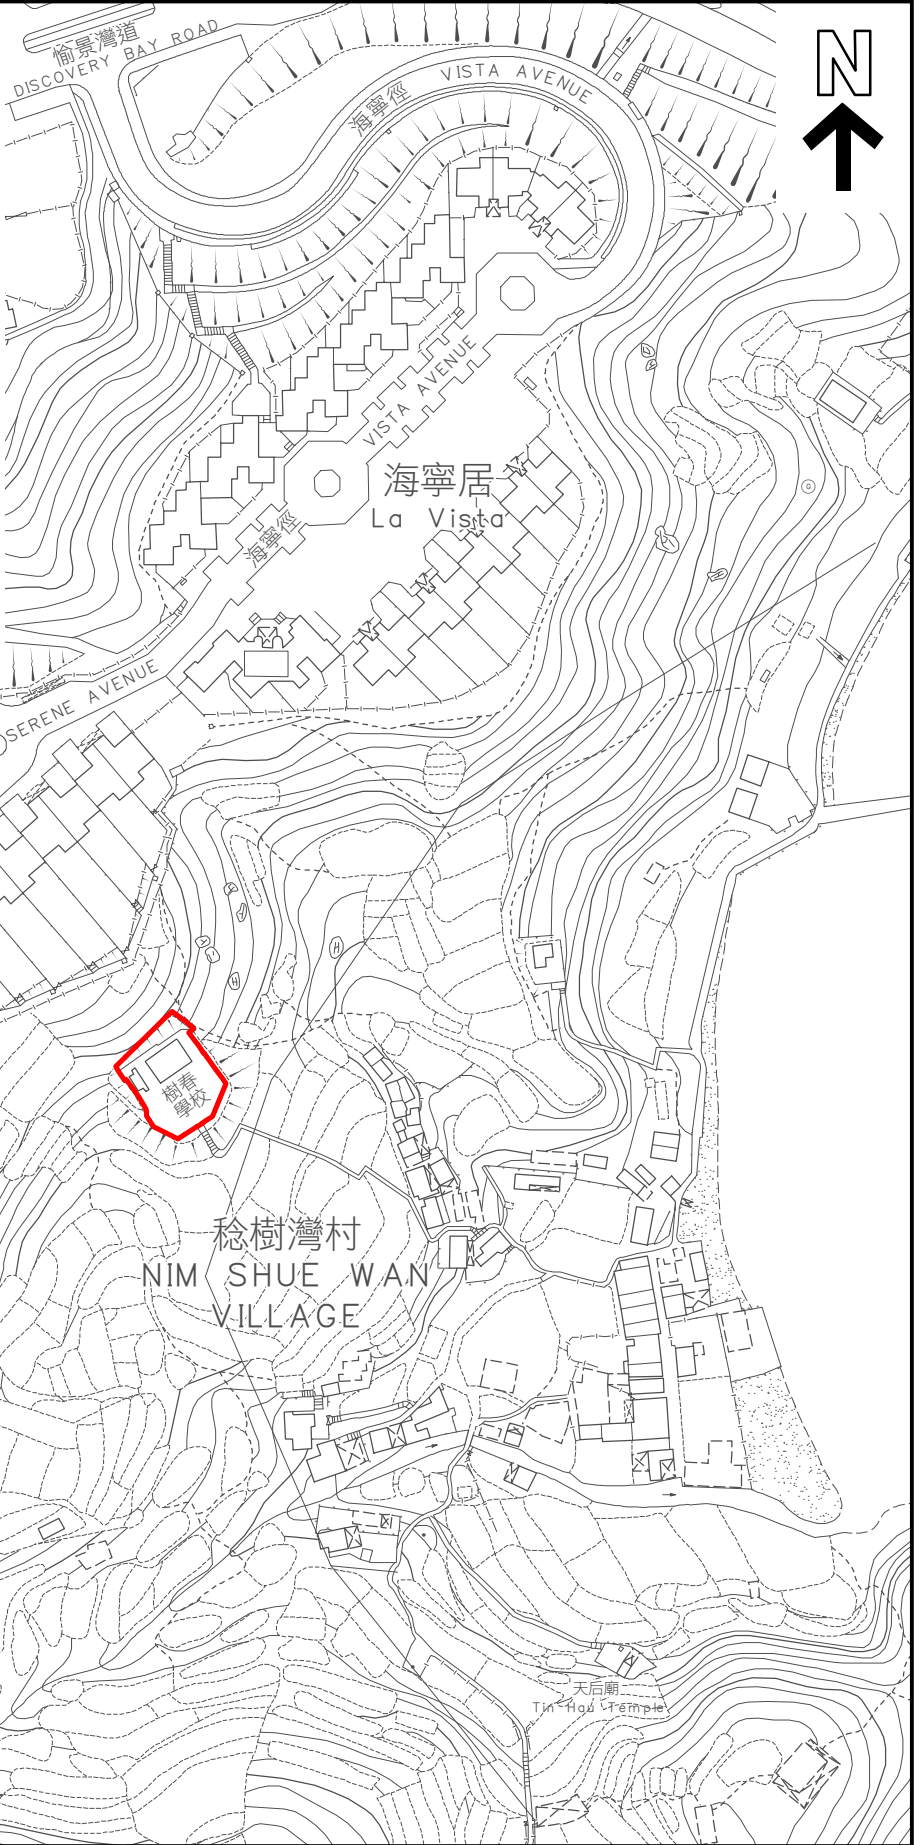 愉景灣道
DISCOVERY BAY ROAD
N
海寧徑
VISTA AVENUE
VISTA AVENUE
海寧居
La Vista
海寧徑
SERENE AVENUE
樹春
學校
稔樹灣村
NIM SHUE WAN
VILLAGE
天后廟
Tin Hau Temple